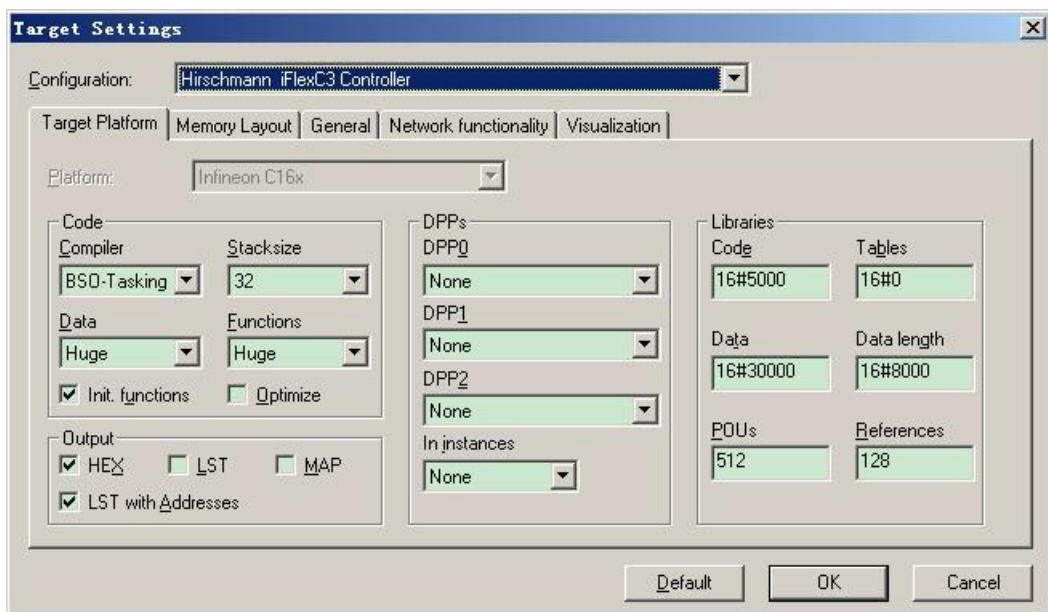 Target Settings
Configuration: Hirschmann iFlexC3 Controller
Target Platform Memory Layout General Network functionality Visualization
Platform: Infineon C16x
Code
Compiler Stacksize
BSO-Tasking 32
Data Functions
Huge Huge
Init. functions Optimize
Output
HEX LST MAP
LST with Addresses
DPPs
DPP0
None
DPP1
None
DPP2
None
In instances
None
Libraries
Code Tables
16#5000 16#0
Data Data length
16#30000 16#8000
POUs References
512 128
Default OK Cancel